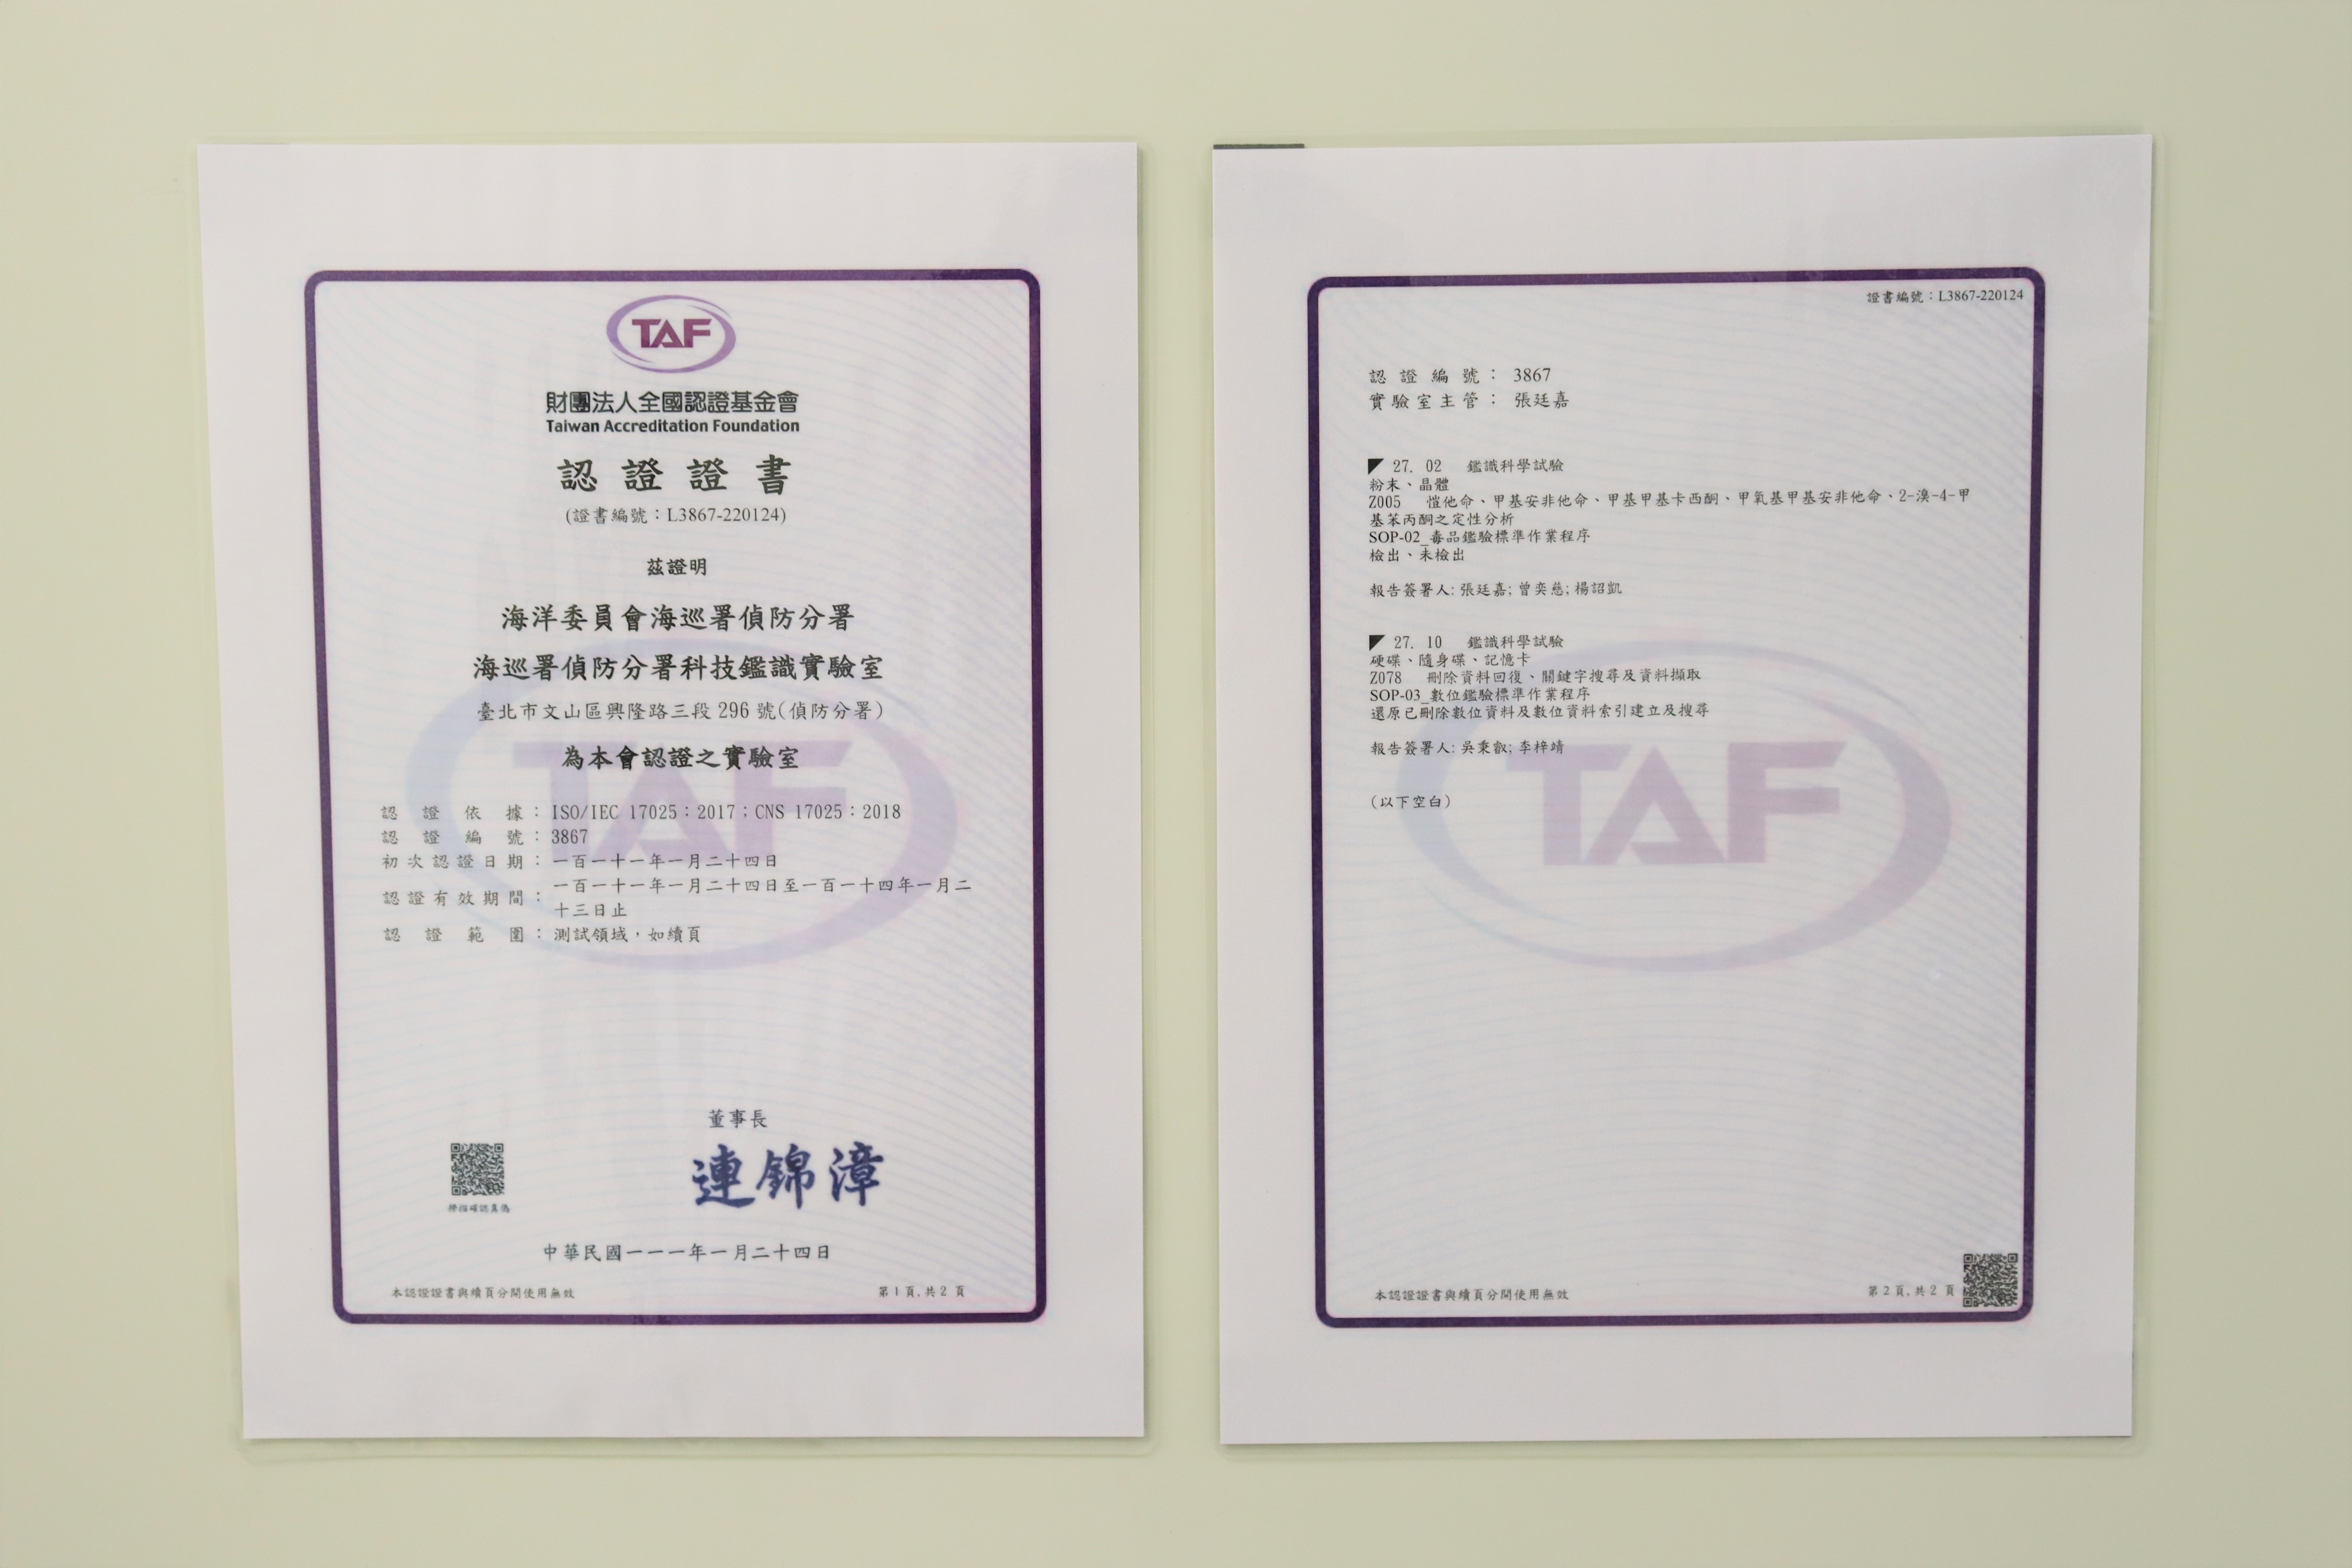 TAF
財團法人全國認證基金會
Taiwan Accreditation Foundation
認證證書
(證書編號：L3867-220124)
茲證明
海洋委員會海巡署偵防分署
海巡署偵防分署科技鑑識實驗室
臺北市文山區興隆路三段 296 號(偵防分署)
為本會認證之實驗室
認證依據：ISO/IEC 17025：2017；CNS 17025：2018
認證編號：3867
初次認證日期：一百一十一年一月二十四日
認證有效期間：一百一十一年一月二十四日至一百一十四年一月二
十三日止
認證範圍：測試領域，如續頁
董事長
連錦漳
掃描確認真偽
中華民國一一一年一月二十四日
本認證證書與續頁分開使用無效
第 1 頁, 共 2 頁
證書編號：L3867-220124
認證編號：3867
實驗室主管：張廷嘉
27. 02 鑑識科學試驗
粉末、晶體
Z005 愷他命、甲基安非他命、甲基甲基卡西酮、甲氧基甲基安非他命、2-溴-4-甲
基苯丙酮之定性分析
SOP-02_毒品鑑驗標準作業程序
檢出、未檢出
報告簽署人: 張廷嘉; 曾奕慈; 楊詔凱
27. 10 鑑識科學試驗
硬碟、隨身碟、記憶卡
Z078 刪除資料回復、關鍵字搜尋及資料擷取
SOP-03_數位鑑驗標準作業程序
還原已刪除數位資料及數位資料索引建立及搜尋
報告簽署人: 吳秉叡; 李梓靖
(以下空白)
TAF
本認證證書與續頁分開使用無效
第 2 頁, 共 2 頁